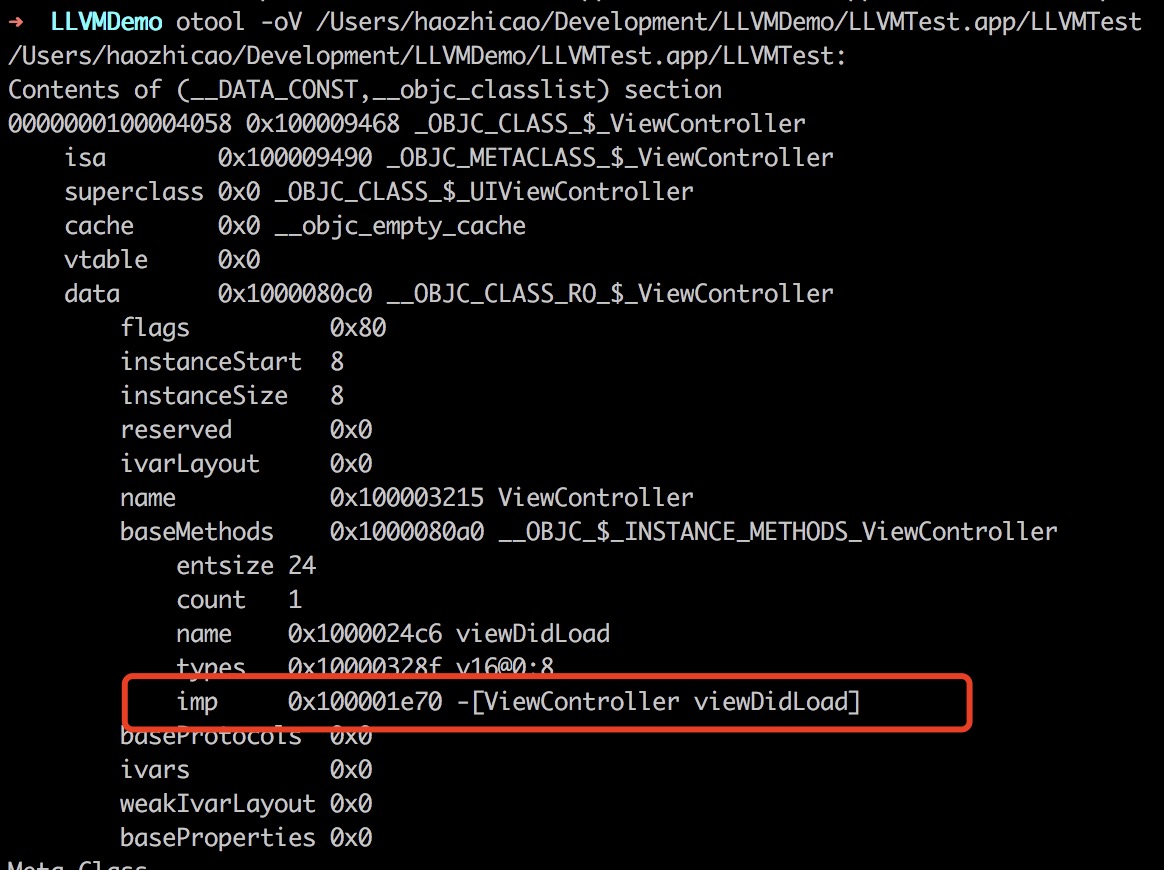 → LLVMDemo otool -oV /Users/haozhicao/Development/LLVMDemo/LLVMTest.app/LLVMTest
/Users/haozhicao/Development/LLVMDemo/LLVMTest.app/LLVMTest:
Contents of (__DATA_CONST,__objc_classlist) section
0000000100004058 0x100009468 _OBJC_CLASS_$_ViewController
    isa        0x100009490 _OBJC_METACLASS_$_ViewController
    superclass 0x0 _OBJC_CLASS_$_UIViewController
    cache      0x0 __objc_empty_cache
    vtable     0x0
    data       0x1000080c0 __OBJC_CLASS_RO_$_ViewController
        flags          0x80
        instanceStart  8
        instanceSize   8
        reserved       0x0
        ivarLayout     0x0
        name           0x100003215 ViewController
        baseMethods    0x1000080a0 __OBJC_$_INSTANCE_METHODS_ViewController
            entsize 24
            count   1
            name    0x1000024c6 viewDidLoad
            types   0x10000328f v16@0:8
            imp     0x100001e70 -[ViewController viewDidLoad]
        baseProtocols  0x0
        ivars          0x0
        weakIvarLayout 0x0
        baseProperties 0x0
Meta Class